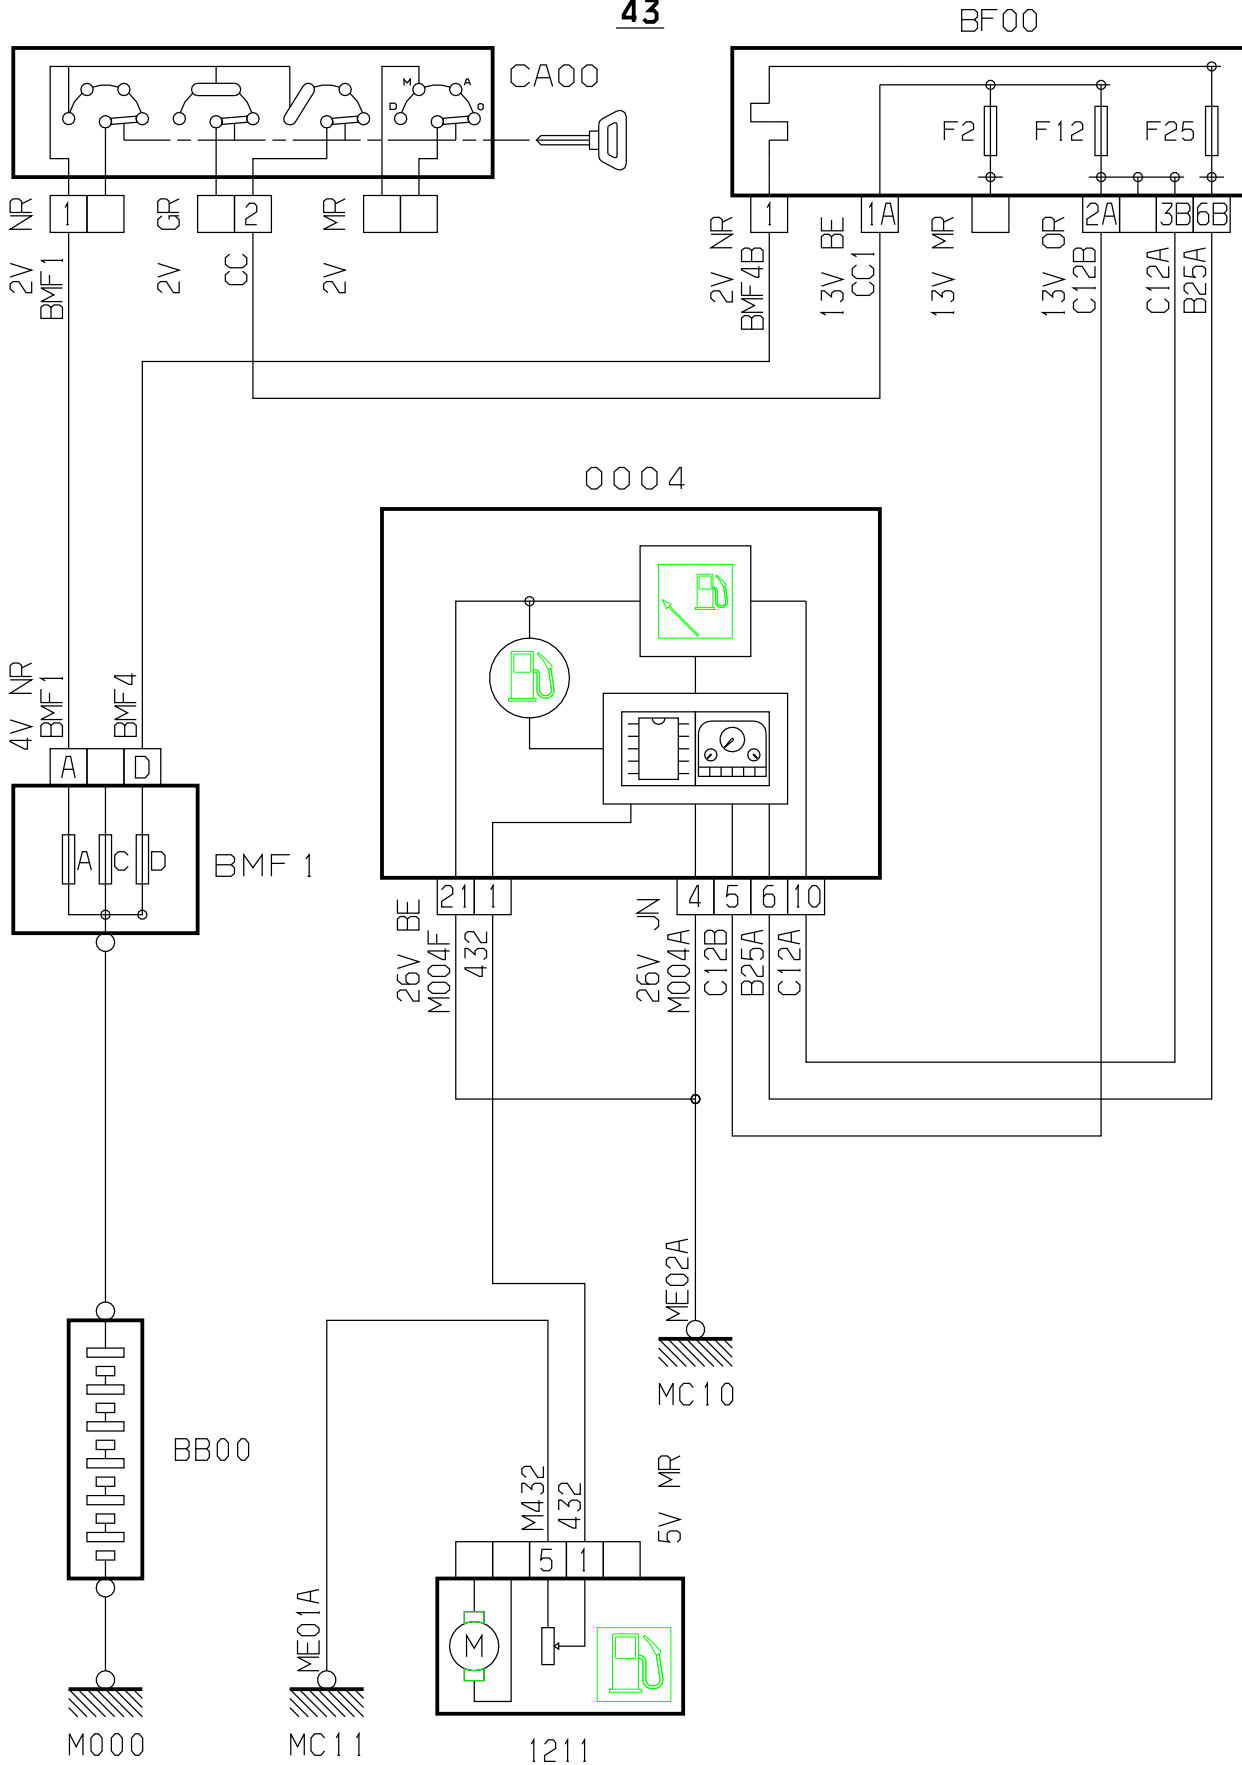 43
BF00
CA00
M
A
D
O
F2
F12
F25
1
2
1
1A
2A
3B
6B
2V NR
BMF1
2V GR
CC
2V MR
2V NR
BMF4B
13V BE
CC1
13V MR
13V OR
C12B
C12A
B25A
0004
4V NR
BMF1
BMF4
A
D
A
C
D
BMF1
21
1
4
5
6
10
26V BE
M004F
432
26V JN
M004A
C12B
B25A
C12A
ME02A
MC10
BB00
M432
432
5V MR
5
1
ME01A
M
M000
MC11
1211